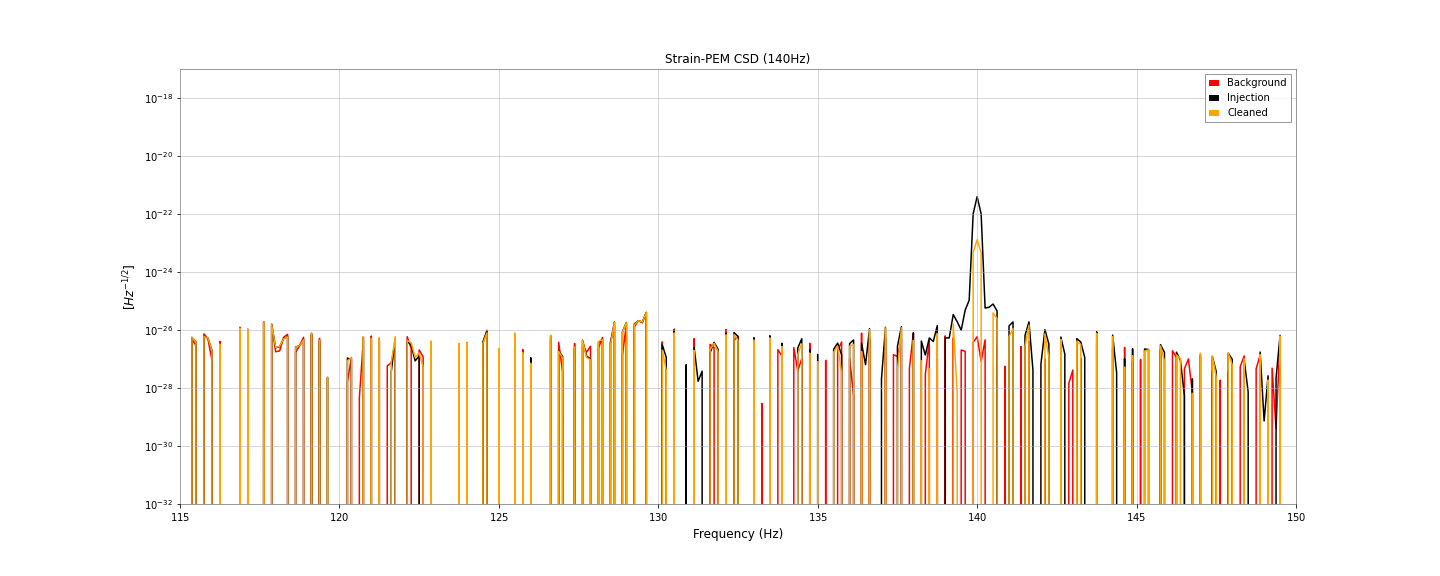 Strain-PEM CSD (140Hz)
Background
Injection
Cleaned
10⁻¹⁸
10⁻²⁰
10⁻²²
10⁻²⁴
10⁻²⁶
10⁻²⁸
10⁻³⁰
10⁻³²
[Hz⁻¹/²]
115 120 125 130 135 140 145 150
Frequency (Hz)